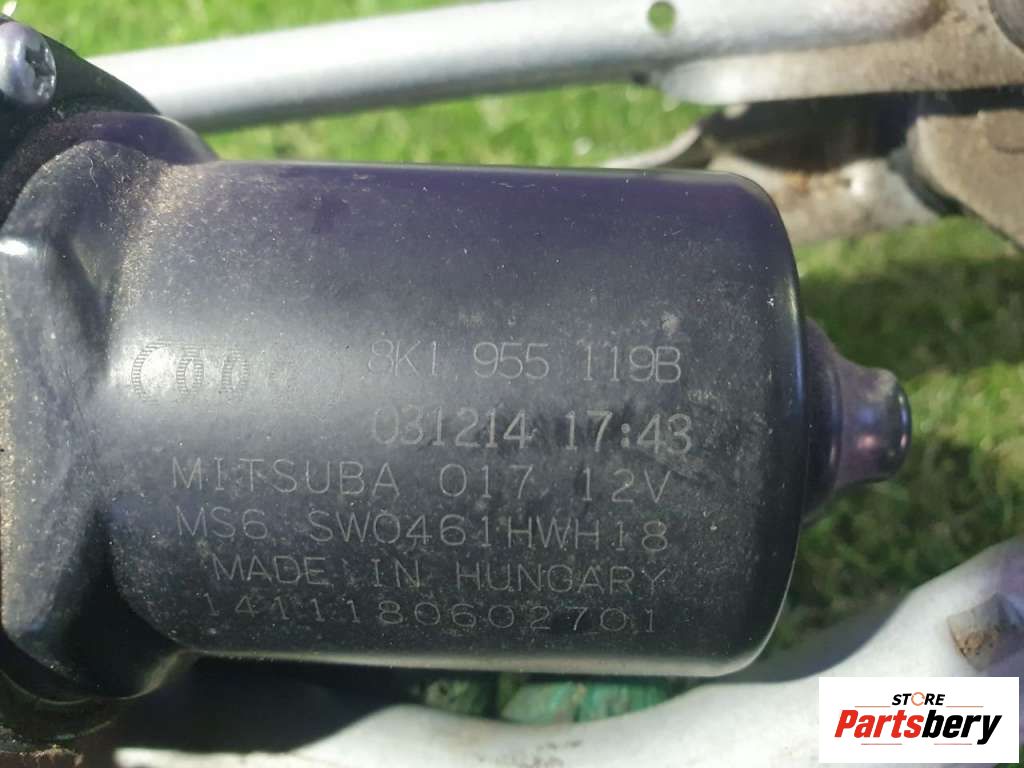 8K1 955 119B
031214 17:43
MITSUBA 017 12V
MS6 SW0461HWH18
MADE IN HUNGARY
1411180602701
STORE
Partsbery